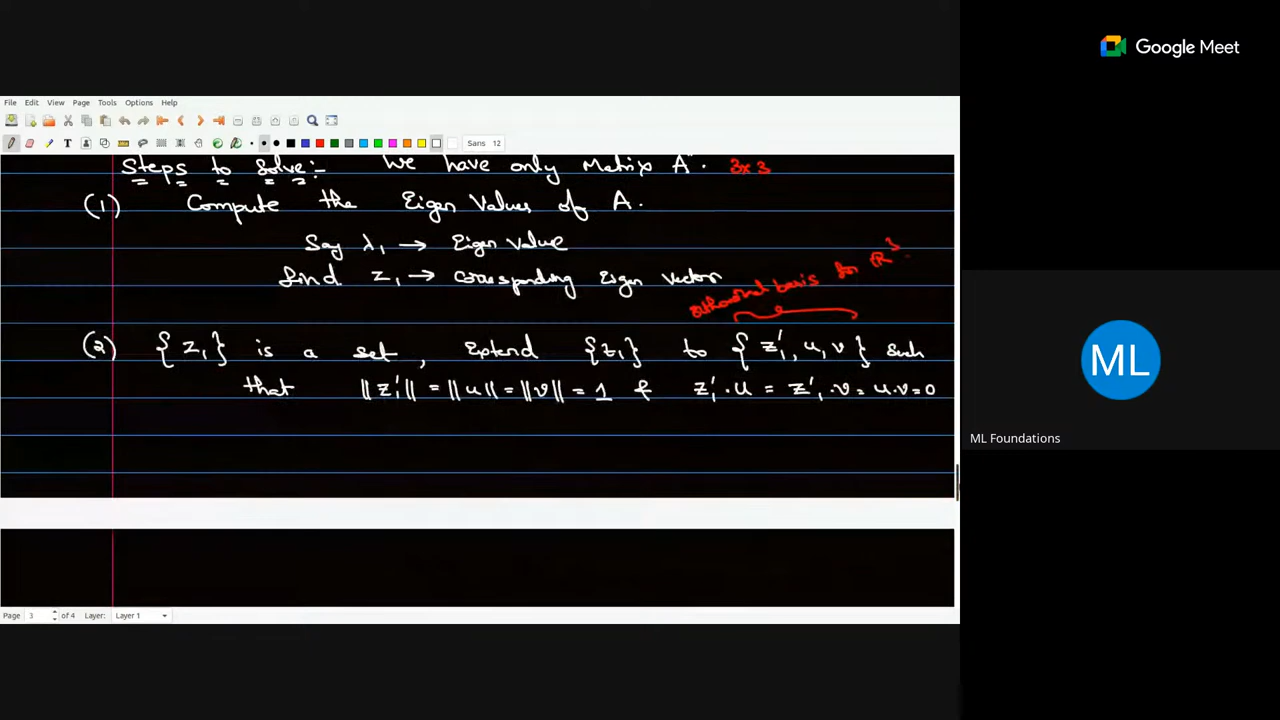 Google Meet
File Edit View Page Tools Options Help
Sans 12
Steps to Solve:- We have only Matrix A. 3x3
(1) Compute the Eigen Values of A.
Say λ₁ → Eigen value
find z₁ → corresponding Eigen vector
orthonormal basis for ℝ³
(2) {z₁} is a set, Extend {z₁} to {z₁', u, v} such
that ||z₁'|| = ||u|| = ||v|| = 1 & z₁'·u = z₁'·v = u·v = 0
ML
ML Foundations
Page 3 of 4 Layer: Layer 1